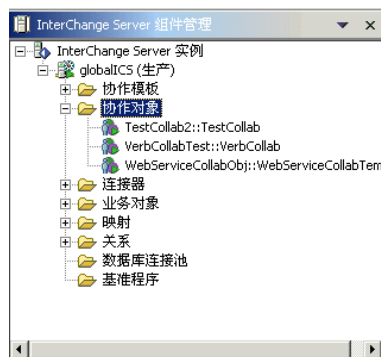 InterChange Server 组件管理
InterChange Server 实例
globalICS (生产)
协作模板
协作对象
TestCollab2::TestCollab
VerbCollabTest::VerbCollab
WebServiceCollabObj::WebServiceCollabTem
连接器
业务对象
映射
关系
数据库连接池
基准程序